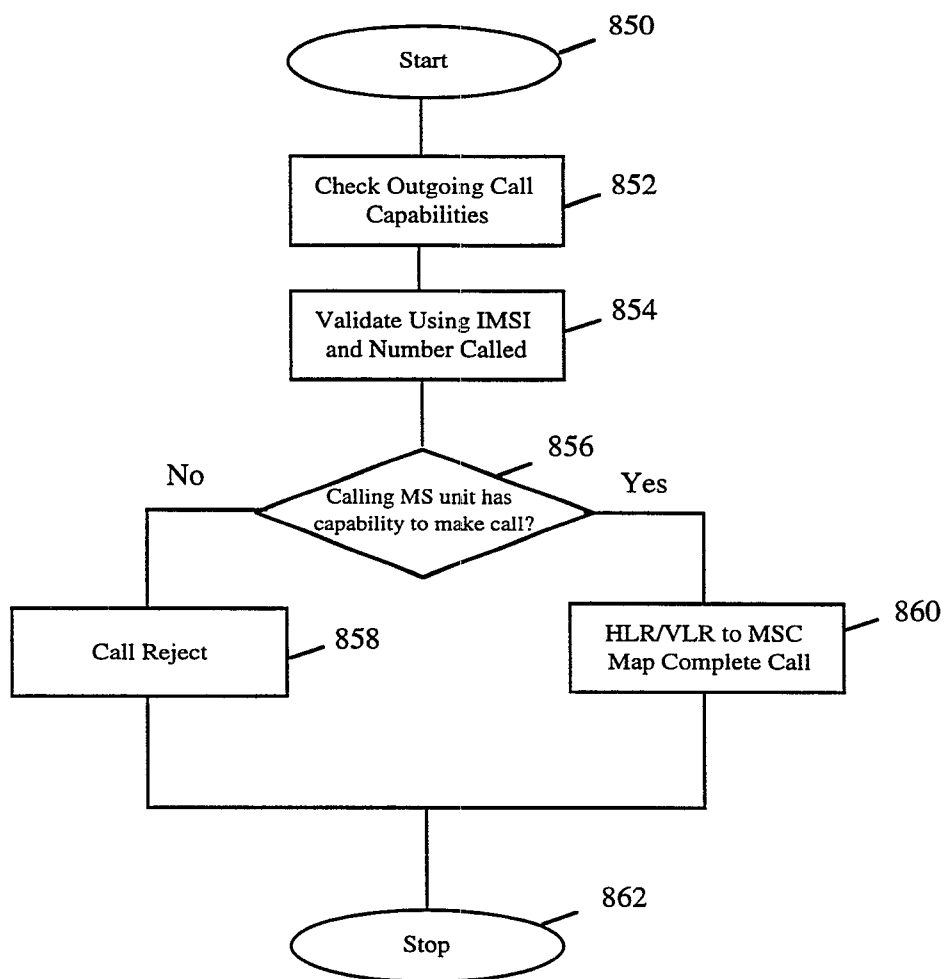 850
Start
Check Outgoing Call
Capabilities
852
Validate Using IMSI
and Number Called
854
856
No
Yes
Calling MS unit has
capability to make call?
Call Reject
858
HLR/VLR to MSC
Map Complete Call
860
862
Stop